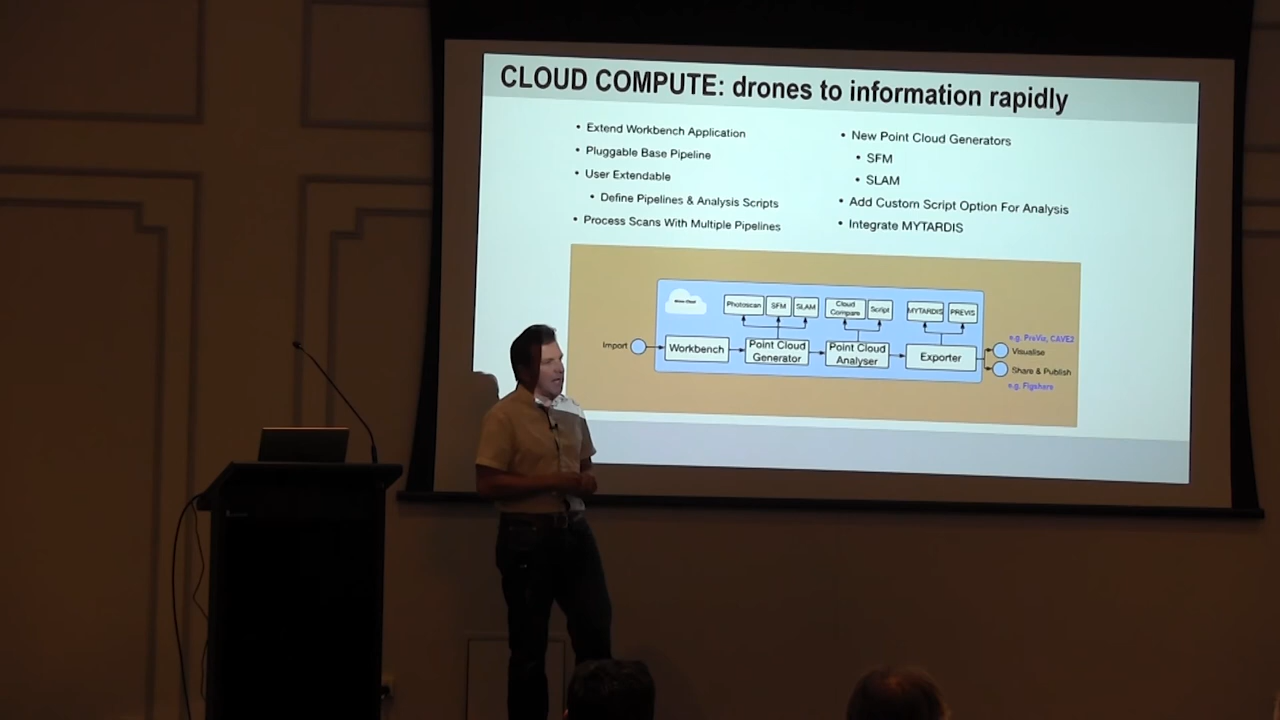 CLOUD COMPUTE: drones to information rapidly
• Extend Workbench Application
• Pluggable Base Pipeline
• User Extendable
• Define Pipelines & Analysis Scripts
• Process Scans With Multiple Pipelines
• New Point Cloud Generators
• SFM
• SLAM
• Add Custom Script Option For Analysis
• Integrate MYTARDIS
Photoscan
SFM
SLAM
Cloud
Compare
Script
MYTARDIS
PREVIS
Import
Workbench
Point Cloud
Generator
Point Cloud
Analyser
Exporter
e.g. ProViz, CAVE2
Visualise
Share & Publish
e.g. Figshare